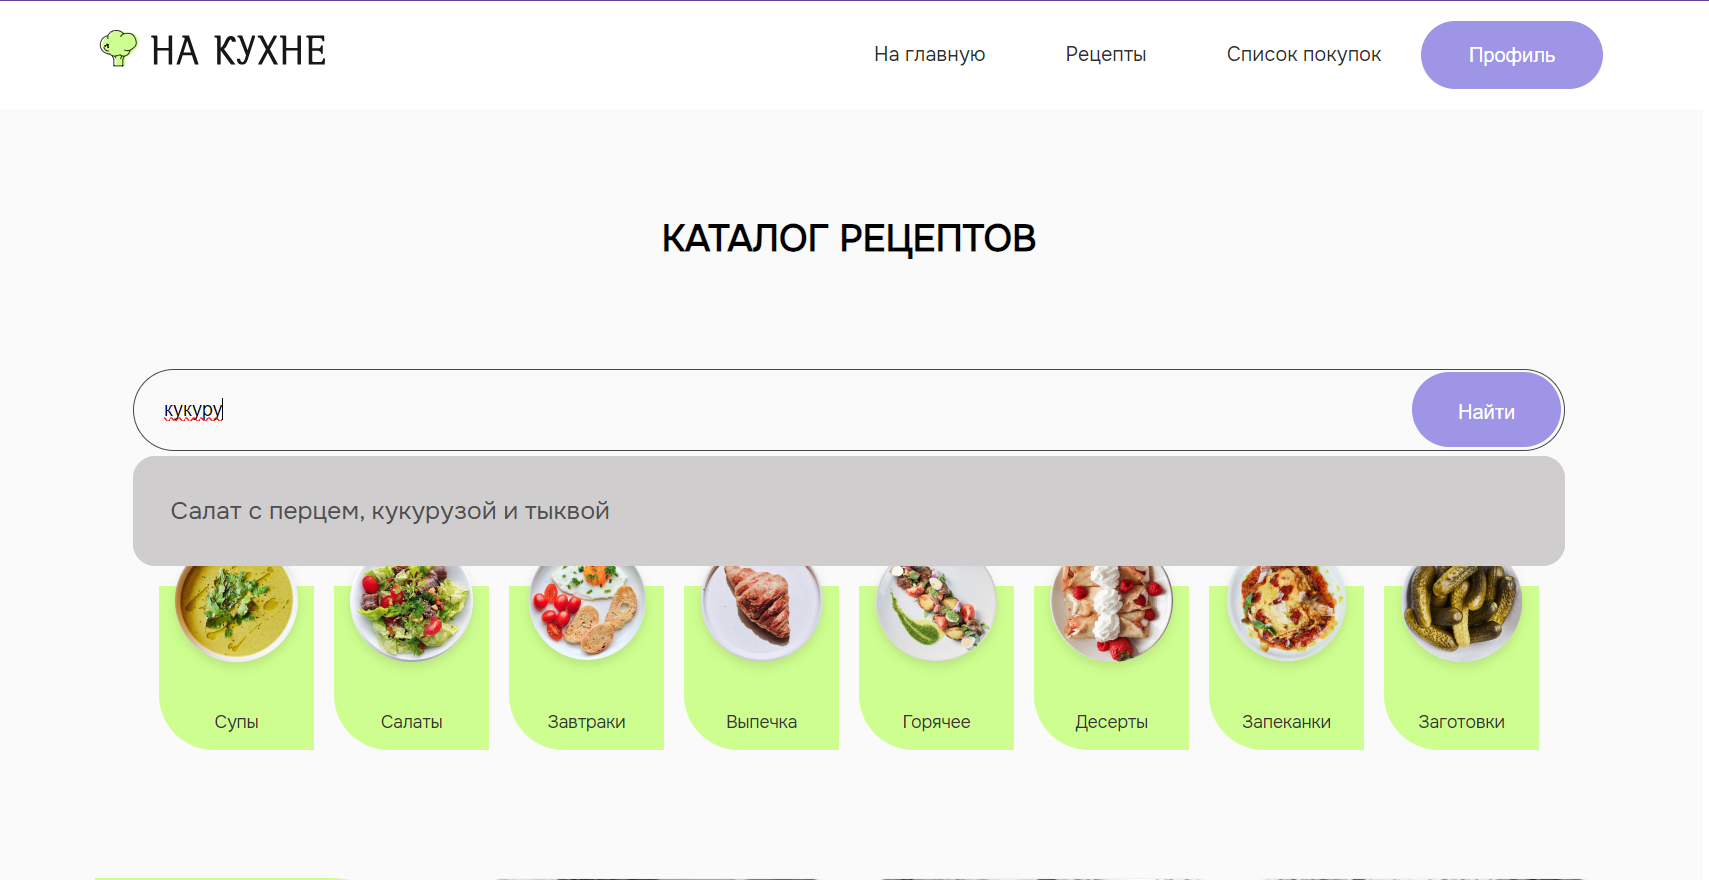 НА КУХНЕ
На главную
Рецепты
Список покупок
Профиль
КАТАЛОГ РЕЦЕПТОВ
кукуру
Найти
Салат с перцем, кукурузой и тыквой
Супы
Салаты
Завтраки
Выпечка
Горячее
Десерты
Запеканки
Заготовки